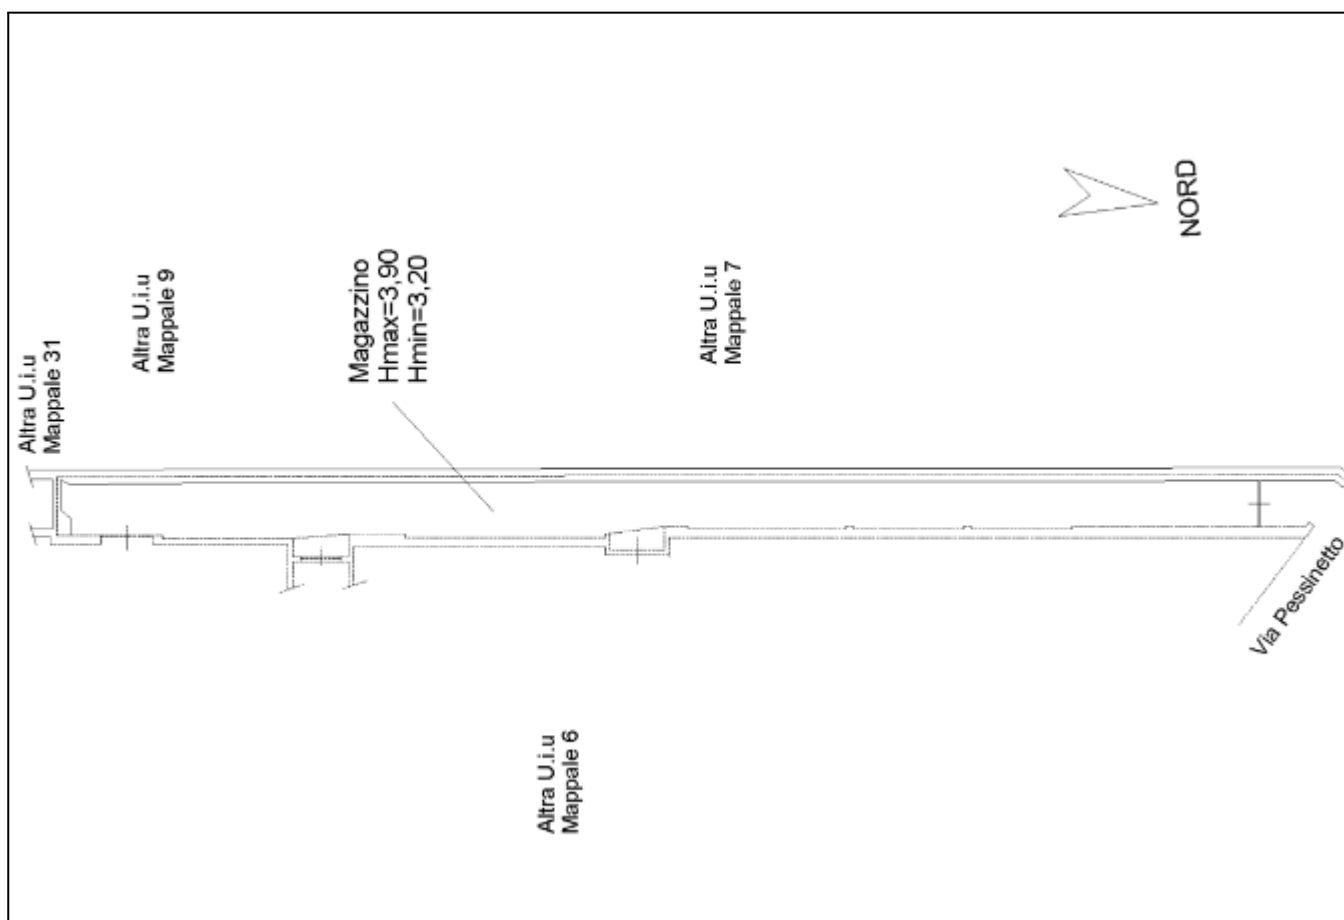 Altra U.i.u
Mappale 31
Altra U.i.u
Mappale 9
Magazzino
Hmax=3,90
Hmin=3,20
Altra U.i.u
Mappale 7
NORD
Via Pessinetto
Altra U.i.u
Mappale 6